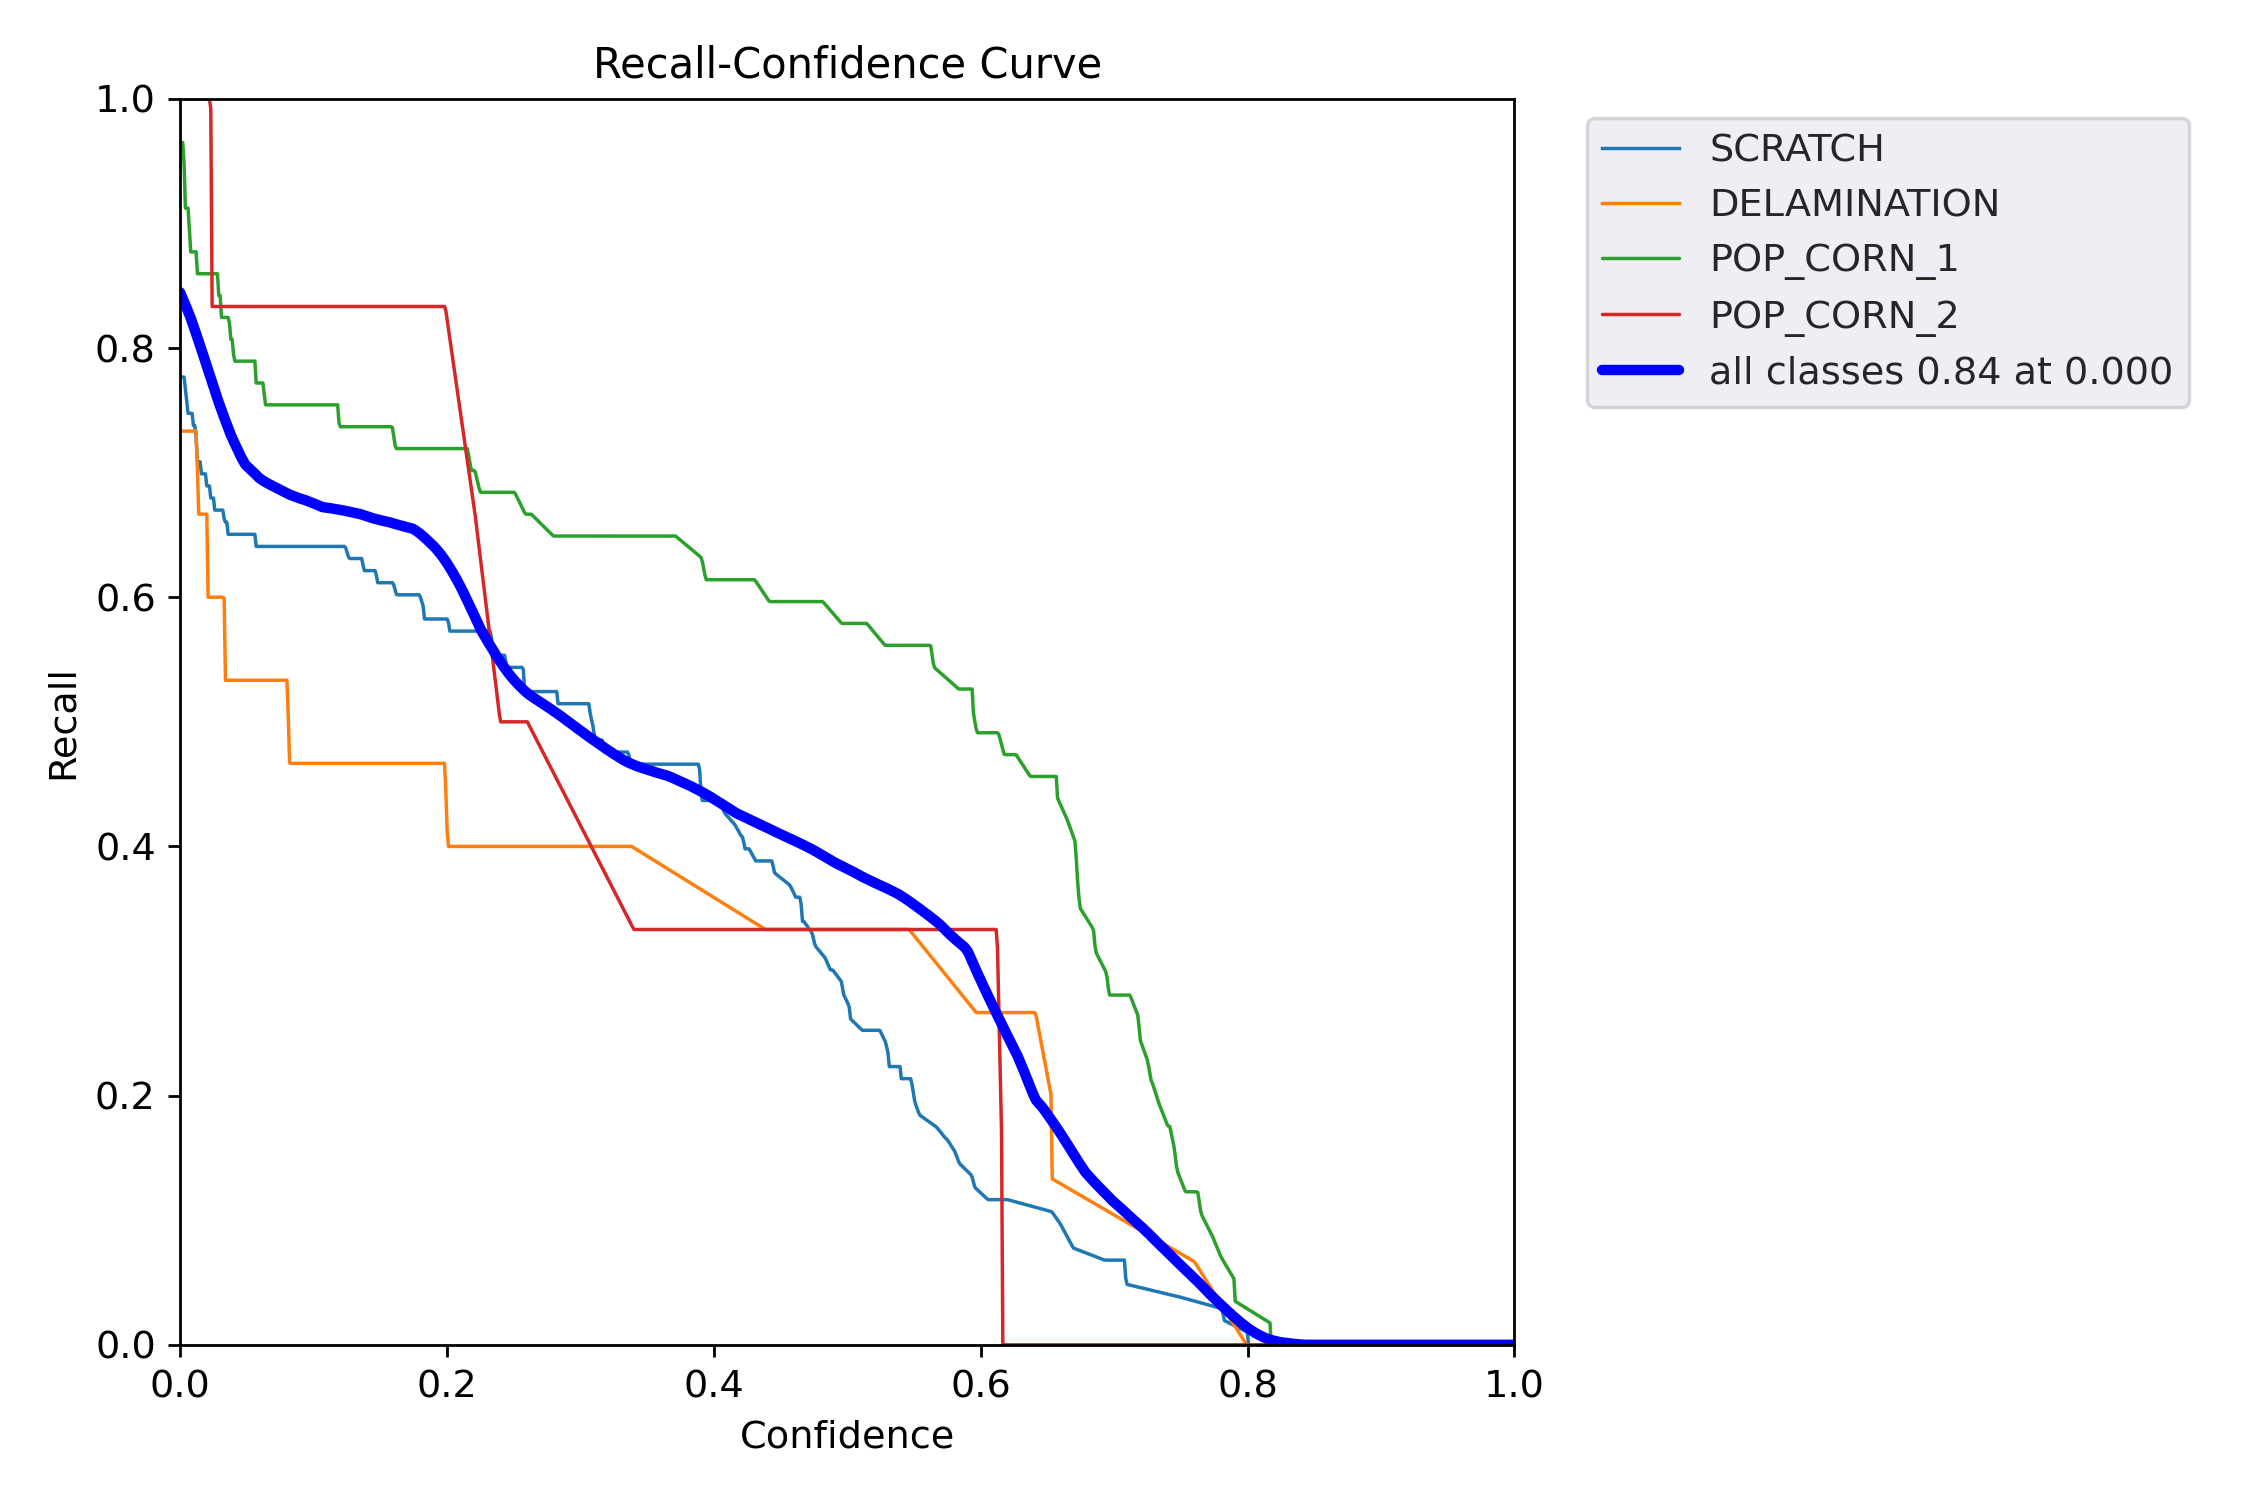 Recall-Confidence Curve
1.0
0.8
0.6
0.4
0.2
0.0
Recall
0.0 0.2 0.4 0.6 0.8 1.0
Confidence
SCRATCH
DELAMINATION
POP_CORN_1
POP_CORN_2
all classes 0.84 at 0.000